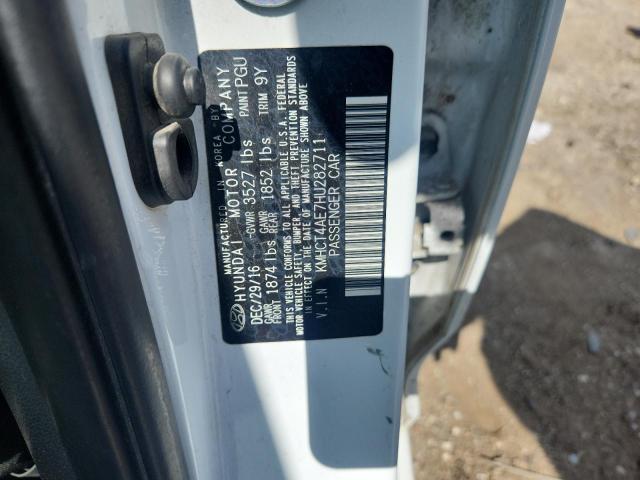 MANUFACTURED IN KOREA BY
HYUNDAI MOTOR COMPANY
DEC/29/16 GVWR 3527 lbs PAINT PGU
GAWR FRONT 1874 lbs GAWR REAR 1852 lbs TRIM 9Y
THIS VEHICLE CONFORMS TO ALL APPLICABLE U.S.A. FEDERAL
MOTOR VEHICLE SAFETY, BUMPER, AND THEFT PREVENTION STANDARDS
IN EFFECT ON THE DATE OF MANUFACTURE SHOWN ABOVE
V.I.N KMHCT4AE7HU282711
PASSENGER CAR